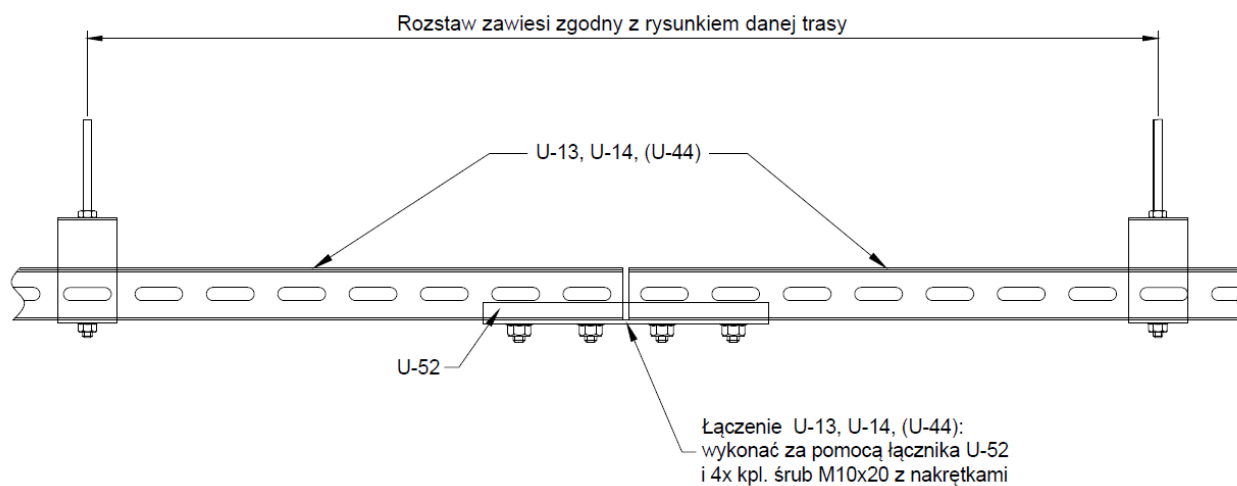 Rozstaw zawiesi zgodny z rysunkiem danej trasy
U-13, U-14, (U-44)
U-52
Łączenie U-13, U-14, (U-44):
wykonać za pomocą łącznika U-52
i 4x kpl. śrub M10x20 z nakrętkami